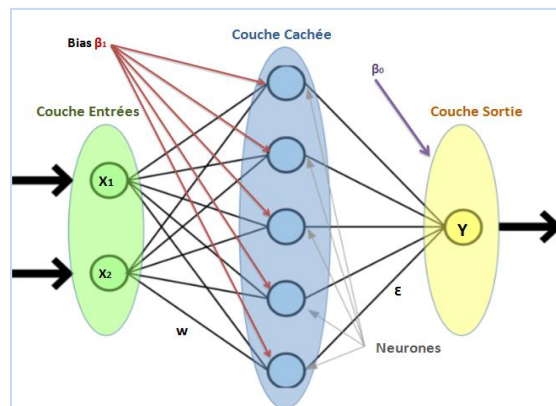 Couche Cachée
Bias β₁
β₀
Couche Entrées
Couche Sortie
X₁
Y
X₂
ε
w
Neurones